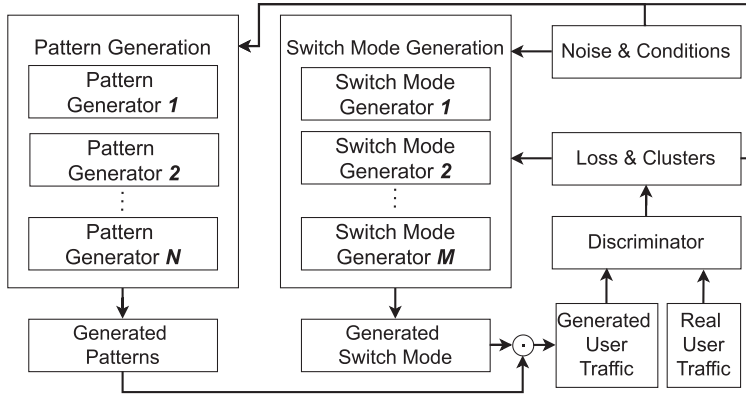 Pattern Generation
Pattern
Generator 1
Pattern
Generator 2
⋮
Pattern
Generator N
Generated
Patterns
Switch Mode Generation
Switch Mode
Generator 1
Switch Mode
Generator 2
⋮
Switch Mode
Generator M
Generated
Switch Mode
Noise & Conditions
Loss & Clusters
Discriminator
Generated
User
Traffic
Real
User
Traffic